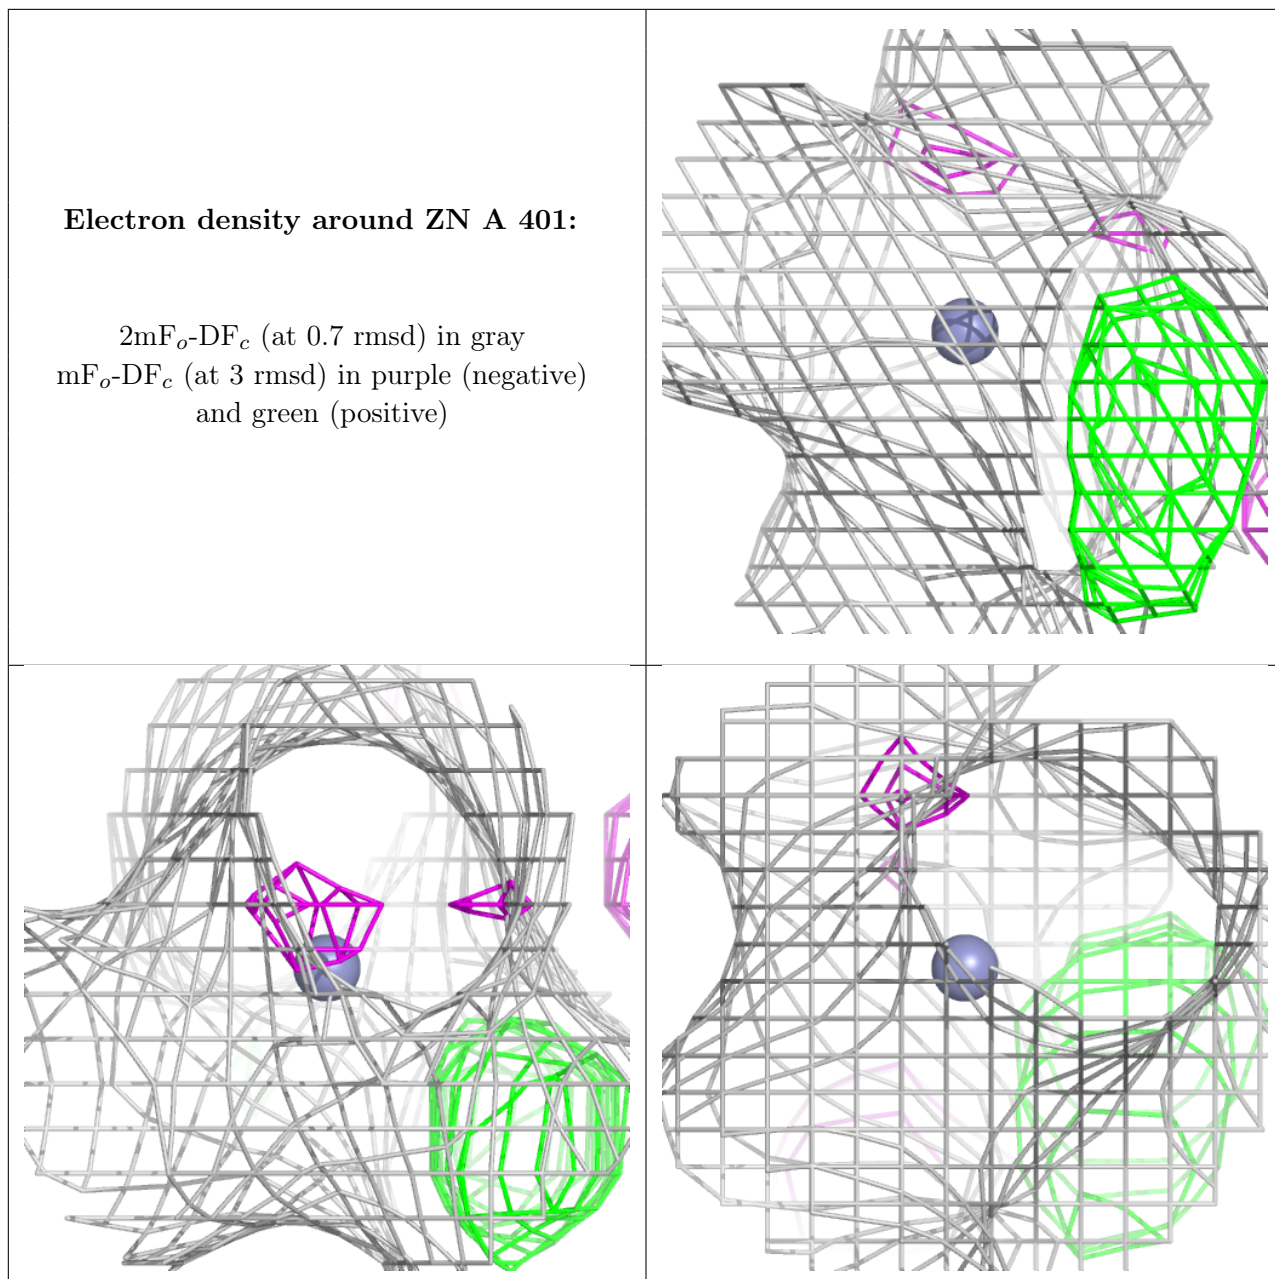 Electron density around ZN A 401:
2mFo-DFc (at 0.7 rmsd) in gray
mFo-DFc (at 3 rmsd) in purple (negative)
and green (positive)